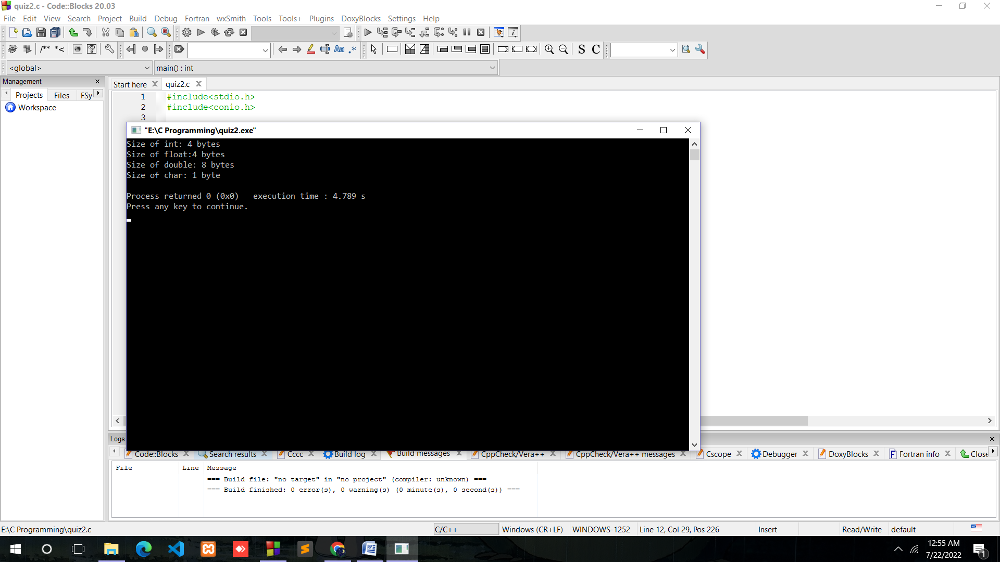 quiz2.c - Code::Blocks 20.03
File Edit View Search Project Build Debug Fortran wxSmith Tools Tools+ Plugins DoxyBlocks Settings Help
/** *< Aa .* S C
<global> main() : int
Management
Start here quiz2.c
Projects Files FSy
Workspace
1 #include<stdio.h>
2 #include<conio.h>
3
"E:\C Programming\quiz2.exe"
Size of int: 4 bytes
Size of float:4 bytes
Size of double: 8 bytes
Size of char: 1 byte
Process returned 0 (0x0)   execution time : 4.789 s
Press any key to continue.
Logs
Code::Blocks Search results Cccc Build log Build messages CppCheck/Vera++ CppCheck/Vera++ messages Cscope Debugger DoxyBlocks Fortran info Close
File Line Message
=== Build file: "no target" in "no project" (compiler: unknown) ===
=== Build finished: 0 error(s), 0 warning(s) (0 minute(s), 0 second(s)) ===
E:\C Programming\quiz2.c C/C++ Windows (CR+LF) WINDOWS-1252 Line 12, Col 29, Pos 226 Insert Read/Write default
12:55 AM
7/22/2022
1